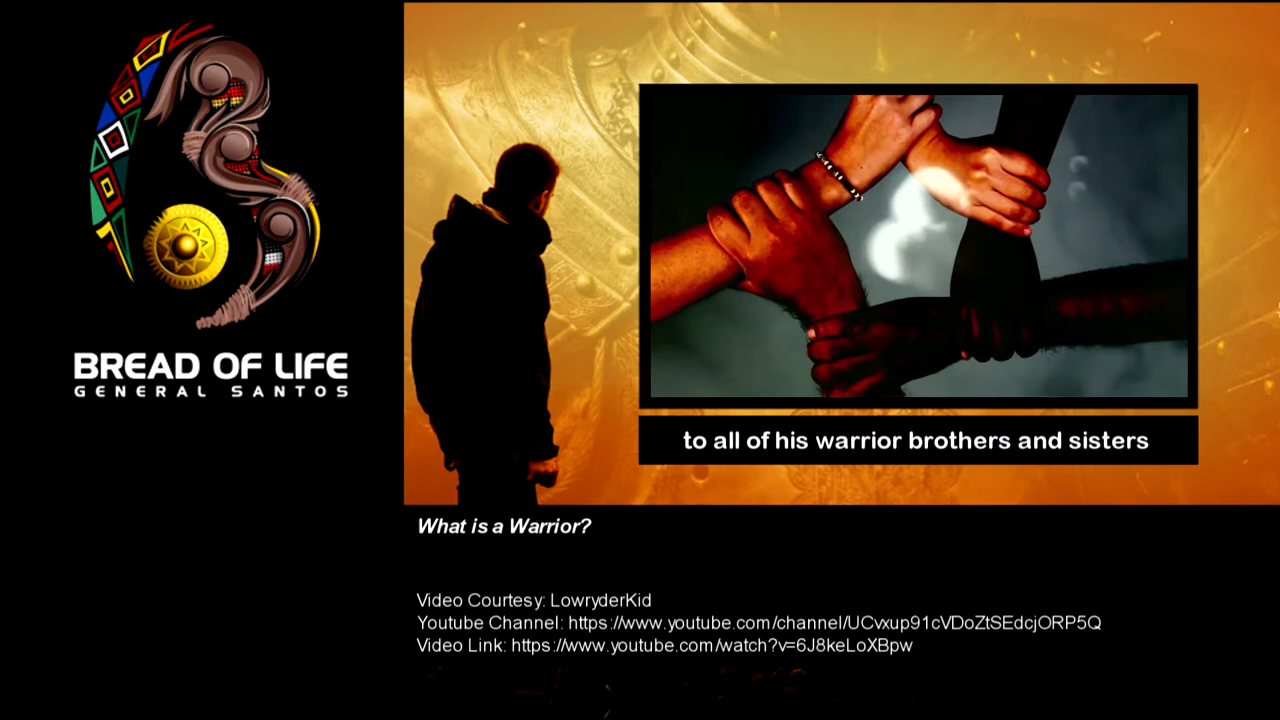 BREAD OF LIFE
GENERAL SANTOS
to all of his warrior brothers and sisters
What is a Warrior?
Video Courtesy: LowryderKid
Youtube Channel: https://www.youtube.com/channel/UCvxup91cVDoZtSEdcjORP5Q
Video Link: https://www.youtube.com/watch?v=6J8keLoXBpw